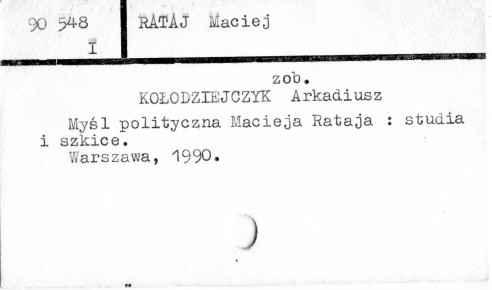 90 548
I
RATAJ Maciej
zob.
KOŁODZIEJCZYK Arkadiusz
Myśl polityczna Macieja Rataja : studia
i szkice.
Warszawa, 1990.